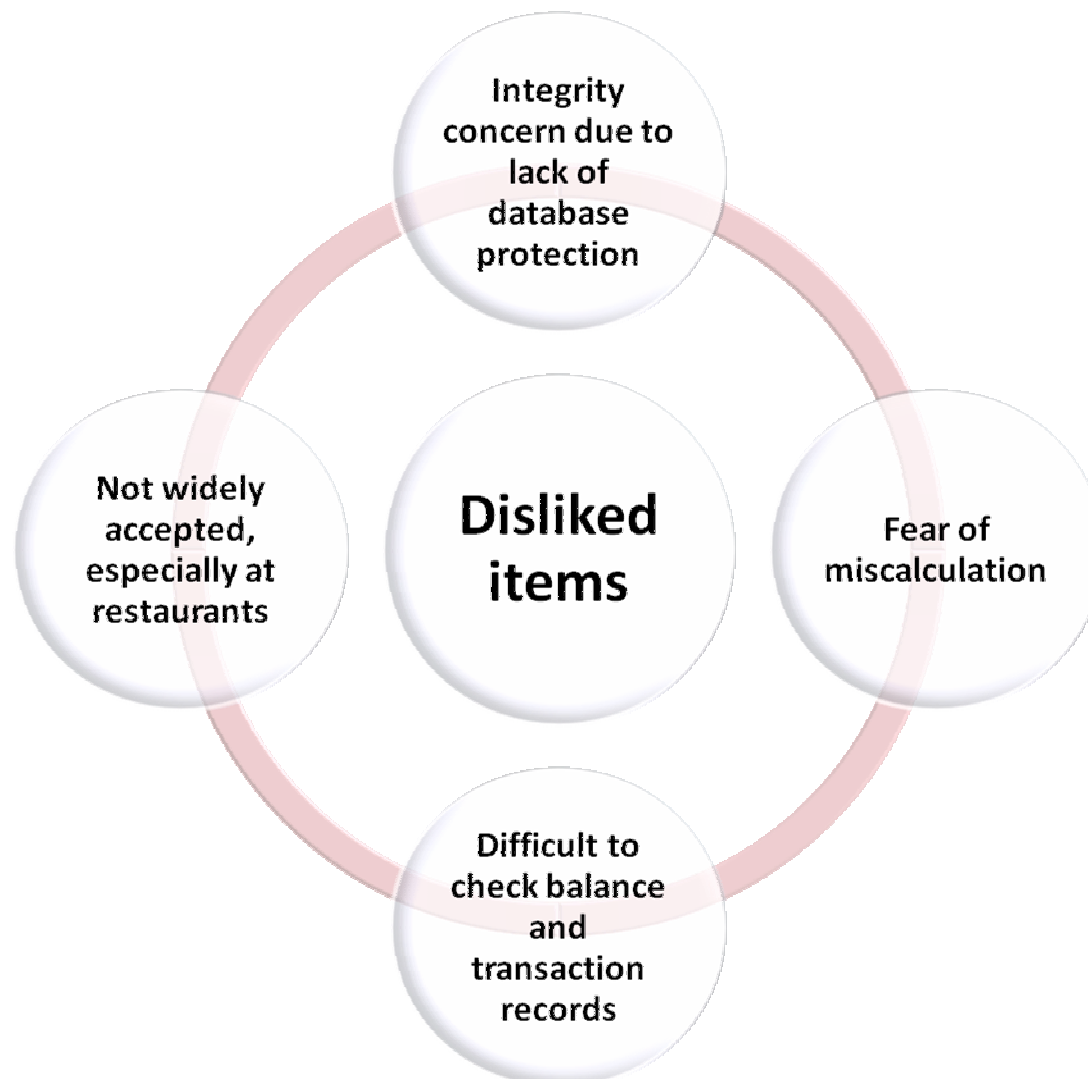 Integrity
concern due to
lack of
database
protection
Not widely
accepted,
especially at
restaurants
Disliked
items
Fear of
miscalculation
Difficult to
check balance
and
transaction
records